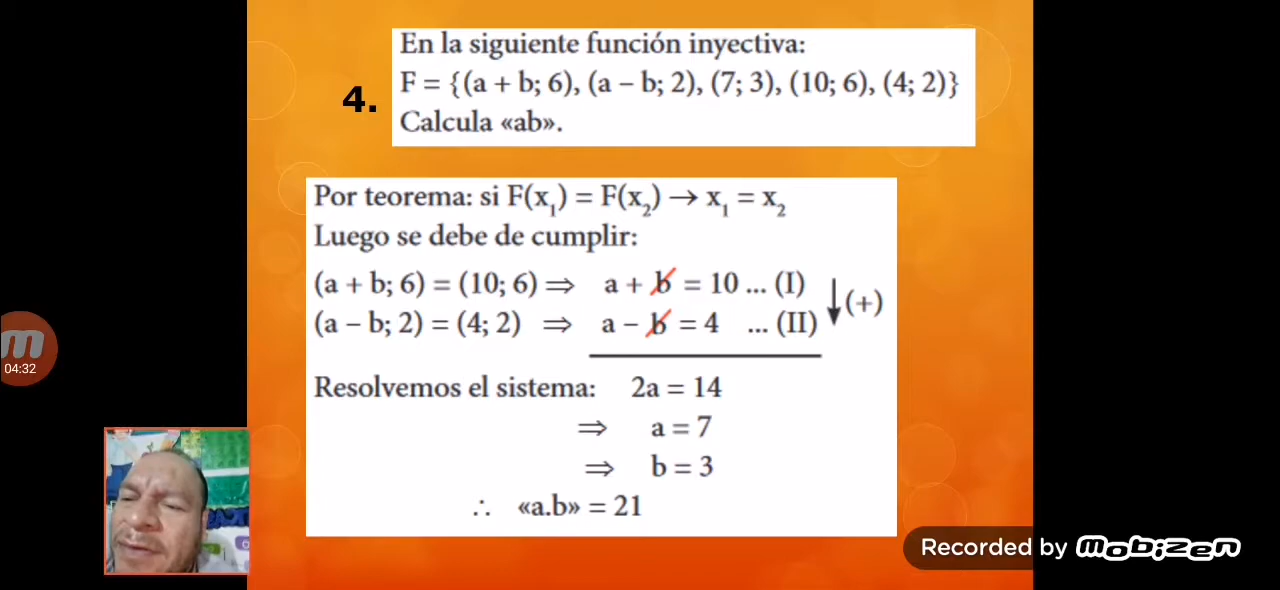 4.
En la siguiente función inyectiva:
F = {(a + b; 6), (a – b; 2), (7; 3), (10; 6), (4; 2)}
Calcula «ab».
Por teorema: si F(x₁) = F(x₂) → x₁ = x₂
Luego se debe de cumplir:
(a + b; 6) = (10; 6) ⇒ a + b = 10 ... (I)
(a – b; 2) = (4; 2) ⇒ a – b = 4 ... (II)
↓(+)
Resolvemos el sistema: 2a = 14
⇒ a = 7
⇒ b = 3
∴ «a.b» = 21
m
04:32
Recorded by mobizen